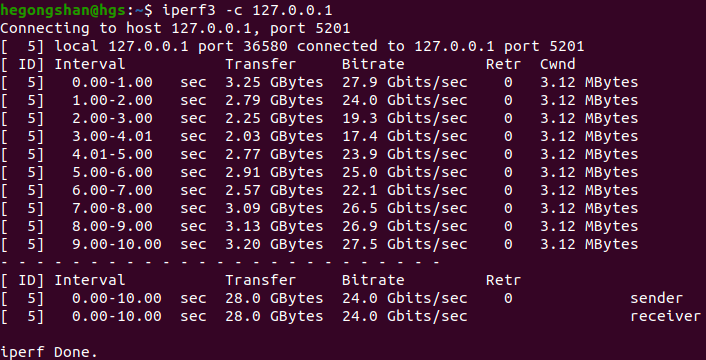 hegongshan@hgs:~$ iperf3 -c 127.0.0.1
Connecting to host 127.0.0.1, port 5201
[  5] local 127.0.0.1 port 36580 connected to 127.0.0.1 port 5201
[ ID] Interval           Transfer     Bitrate         Retr  Cwnd
[  5]   0.00-1.00   sec  3.25 GBytes  27.9 Gbits/sec    0   3.12 MBytes
[  5]   1.00-2.00   sec  2.79 GBytes  24.0 Gbits/sec    0   3.12 MBytes
[  5]   2.00-3.00   sec  2.25 GBytes  19.3 Gbits/sec    0   3.12 MBytes
[  5]   3.00-4.01   sec  2.03 GBytes  17.4 Gbits/sec    0   3.12 MBytes
[  5]   4.01-5.00   sec  2.77 GBytes  23.9 Gbits/sec    0   3.12 MBytes
[  5]   5.00-6.00   sec  2.91 GBytes  25.0 Gbits/sec    0   3.12 MBytes
[  5]   6.00-7.00   sec  2.57 GBytes  22.1 Gbits/sec    0   3.12 MBytes
[  5]   7.00-8.00   sec  3.09 GBytes  26.5 Gbits/sec    0   3.12 MBytes
[  5]   8.00-9.00   sec  3.13 GBytes  26.9 Gbits/sec    0   3.12 MBytes
[  5]   9.00-10.00  sec  3.20 GBytes  27.5 Gbits/sec    0   3.12 MBytes
- - - - - - - - - - - - - - - - - - - - - - - - -
[ ID] Interval           Transfer     Bitrate         Retr
[  5]   0.00-10.00  sec  28.0 GBytes  24.0 Gbits/sec    0             sender
[  5]   0.00-10.00  sec  28.0 GBytes  24.0 Gbits/sec                  receiver
iperf Done.